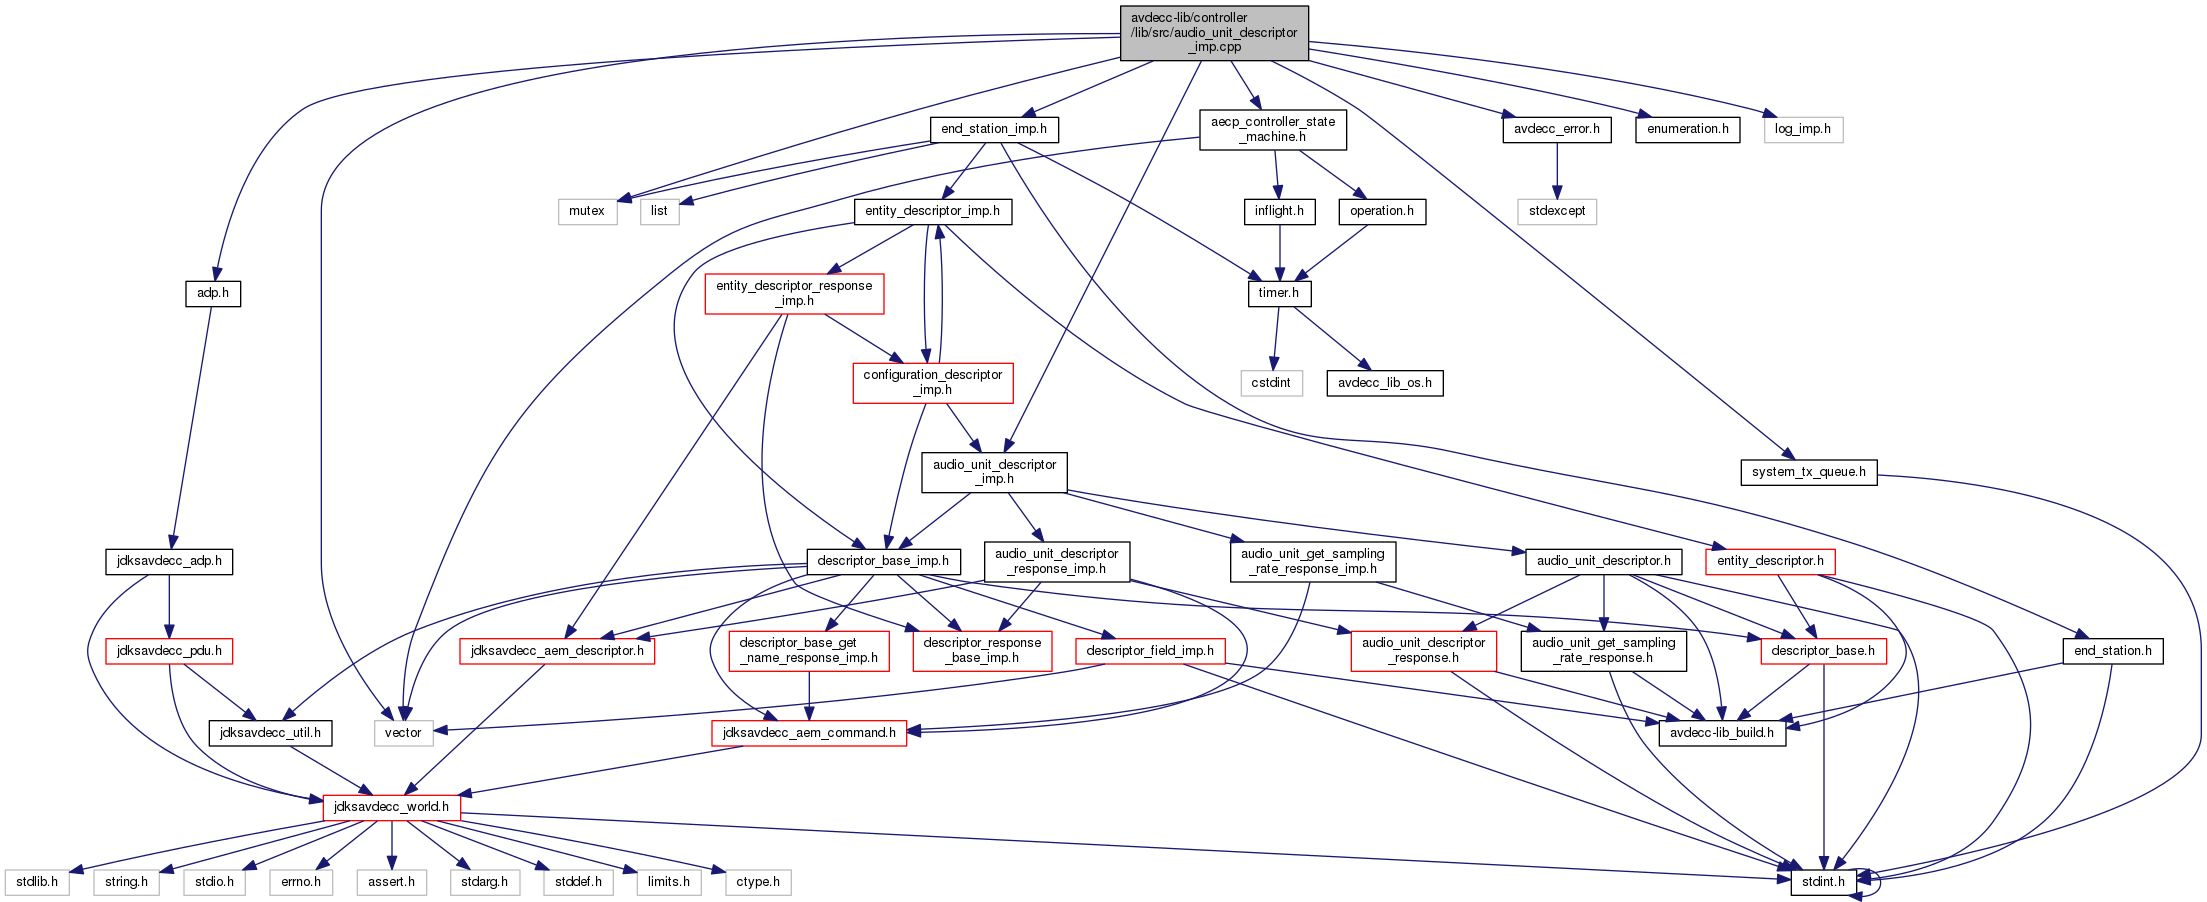 avdecc-lib/controller
/lib/src/audio_unit_descriptor
_imp.cpp
end_station_imp.h
aecp_controller_state
_machine.h
avdecc_error.h
enumeration.h
log_imp.h
mutex
list
entity_descriptor_imp.h
inflight.h
operation.h
stdexcept
adp.h
entity_descriptor_response
_imp.h
timer.h
configuration_descriptor
_imp.h
cstdint
avdecc_lib_os.h
audio_unit_descriptor
_imp.h
system_tx_queue.h
jdksavdecc_adp.h
descriptor_base_imp.h
audio_unit_descriptor
_response_imp.h
audio_unit_get_sampling
_rate_response_imp.h
audio_unit_descriptor.h
entity_descriptor.h
jdksavdecc_pdu.h
jdksavdecc_aem_descriptor.h
descriptor_base_get
_name_response_imp.h
descriptor_response
_base_imp.h
descriptor_field_imp.h
audio_unit_descriptor
_response.h
audio_unit_get_sampling
_rate_response.h
descriptor_base.h
end_station.h
jdksavdecc_util.h
vector
jdksavdecc_aem_command.h
avdecc-lib_build.h
jdksavdecc_world.h
stdlib.h
string.h
stdio.h
errno.h
assert.h
stdarg.h
stddef.h
limits.h
ctype.h
stdint.h